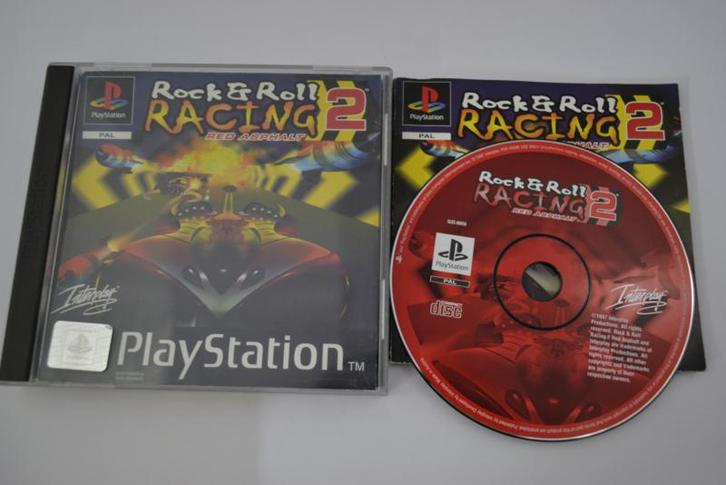 PlayStation
PAL
Rock & Roll
RACING 2
RED ASPHALT
Interplay
PlayStation TM
PlayStation
PAL
Rock & Roll
RACING 2
Rock & Roll
RACING 2
RED ASPHALT
PlayStation
PAL
disc
Interplay
©1997 Interplay
Productions. All rights
reserved. Rock & Roll
Racing 2 Red Asphalt and
Interplay are trademarks of
Interplay Productions. All
rights reserved. All other
copyrights and Trademarks
are property of their
respective owners.